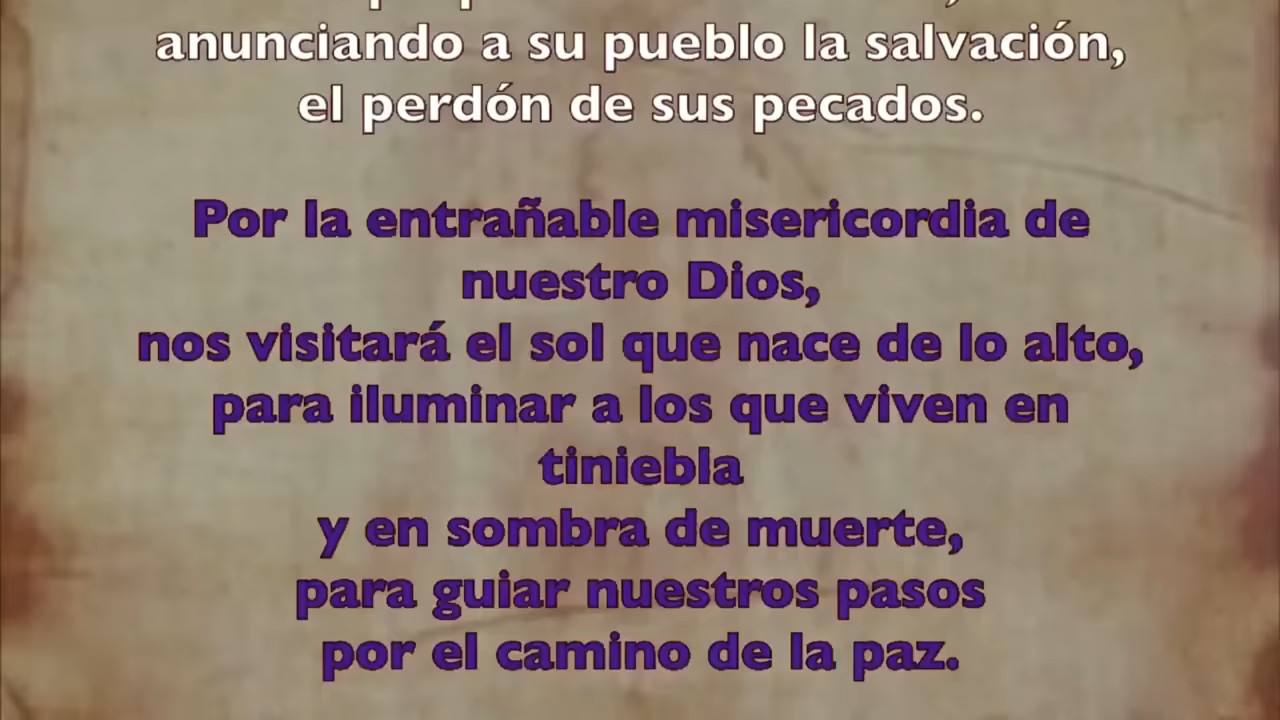 anunciando a su pueblo la salvación,
el perdón de sus pecados.
Por la entrañable misericordia de
nuestro Dios,
nos visitará el sol que nace de lo alto,
para iluminar a los que viven en
tiniebla
y en sombra de muerte,
para guiar nuestros pasos
por el camino de la paz.